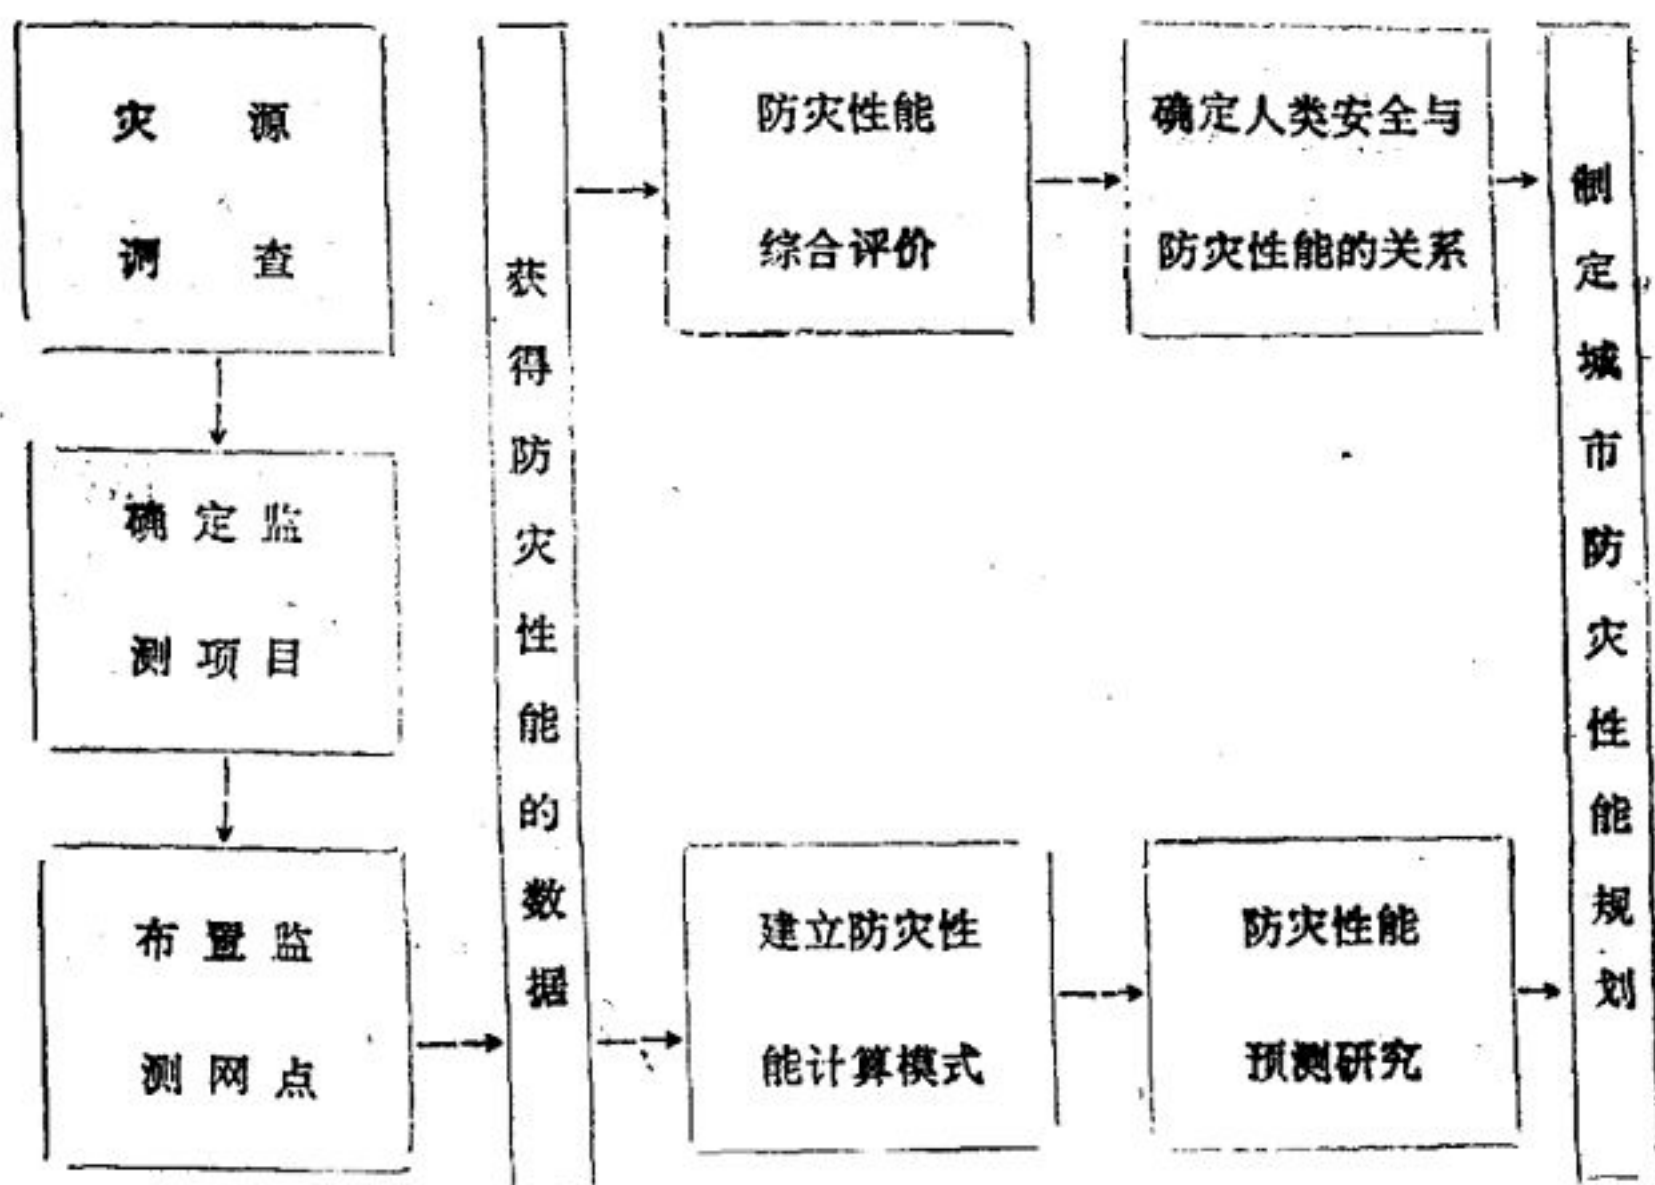 灾源
调查
确定监
测项目
布置监
测网点
获得防灾性能的数据
防灾性能
综合评价
确定人类安全与
防灾性能的关系
建立防灾性
能计算模式
防灾性能
预测研究
制定城市防灾性能规划